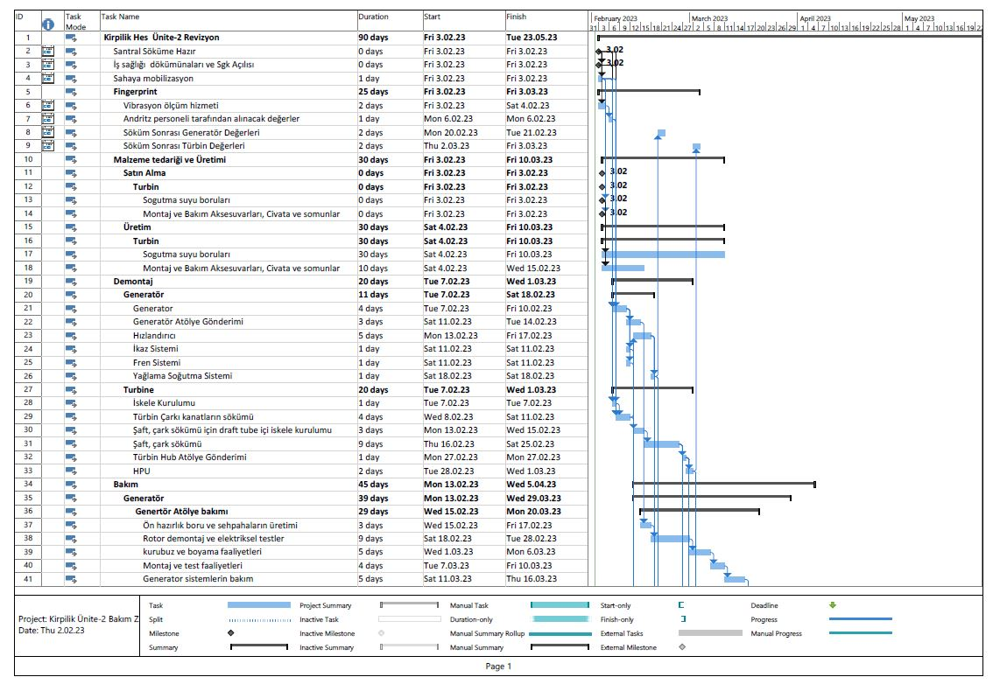 ID Task Mode Task Name Duration Start Finish February 2023 March 2023 April 2023 May 2023
31 3 6 9 12 15 18 21 24 27 2 5 8 11 14 17 20 23 26 29 1 4 7 10 13 16 19 22 25 28 1 4 7 10 13 16 19 22
1 Kirpilik Hes Ünite-2 Revizyon 90 days Fri 3.02.23 Tue 23.05.23
2 Santral Söküme Hazır 0 days Fri 3.02.23 Fri 3.02.23 3.02
3 İş sağlığı dökümünaları ve Sgk Açılısı 0 days Fri 3.02.23 Fri 3.02.23 3.02
4 Sahaya mobilizasyon 1 day Fri 3.02.23 Fri 3.02.23
5 Fingerprint 25 days Fri 3.02.23 Fri 3.03.23
6 Vibrasyon ölçüm hizmeti 2 days Fri 3.02.23 Sat 4.02.23
7 Andritz personeli tarafından alınacak değerler 1 day Mon 6.02.23 Mon 6.02.23
8 Söküm Sonrası Generatör Değerleri 2 days Mon 20.02.23 Tue 21.02.23
9 Söküm Sonrası Türbin Değerleri 2 days Thu 2.03.23 Fri 3.03.23
10 Malzeme tedariği ve Üretimi 30 days Fri 3.02.23 Fri 10.03.23
11 Satın Alma 0 days Fri 3.02.23 Fri 3.02.23 3.02
12 Turbin 0 days Fri 3.02.23 Fri 3.02.23 3.02
13 Sogutma suyu boruları 0 days Fri 3.02.23 Fri 3.02.23 3.02
14 Montaj ve Bakım Aksesuvarları, Civata ve somunlar 0 days Fri 3.02.23 Fri 3.02.23 3.02
15 Üretim 30 days Sat 4.02.23 Fri 10.03.23
16 Turbin 30 days Sat 4.02.23 Fri 10.03.23
17 Sogutma suyu boruları 30 days Sat 4.02.23 Fri 10.03.23
18 Montaj ve Bakım Aksesuvarları, Civata ve somunlar 10 days Sat 4.02.23 Wed 15.02.23
19 Demontaj 20 days Tue 7.02.23 Wed 1.03.23
20 Generatör 11 days Tue 7.02.23 Sat 18.02.23
21 Generator 4 days Tue 7.02.23 Fri 10.02.23
22 Generatör Atölye Gönderimi 3 days Sat 11.02.23 Tue 14.02.23
23 Hızlandırıcı 5 days Mon 13.02.23 Fri 17.02.23
24 İkaz Sistemi 1 day Sat 11.02.23 Sat 11.02.23
25 Fren Sistemi 1 day Sat 11.02.23 Sat 11.02.23
26 Yağlama Soğutma Sistemi 1 day Sat 18.02.23 Sat 18.02.23
27 Turbine 20 days Tue 7.02.23 Wed 1.03.23
28 İskele Kurulumu 1 day Tue 7.02.23 Tue 7.02.23
29 Türbin Çarkı kanatların sökümü 4 days Wed 8.02.23 Sat 11.02.23
30 Şaft, çark sökümü için draft tube içi iskele kurulumu 3 days Mon 13.02.23 Wed 15.02.23
31 Şaft, çark sökümü 9 days Thu 16.02.23 Sat 25.02.23
32 Türbin Hub Atölye Gönderimi 1 day Mon 27.02.23 Mon 27.02.23
33 HPU 2 days Tue 28.02.23 Wed 1.03.23
34 Bakım 45 days Mon 13.02.23 Wed 5.04.23
35 Generatör 39 days Mon 13.02.23 Wed 29.03.23
36 Genertör Atölye bakımı 29 days Wed 15.02.23 Mon 20.03.23
37 Ön hazırlık boru ve sehpahaların üretimi 3 days Wed 15.02.23 Fri 17.02.23
38 Rotor demontaj ve elektriksel testler 9 days Sat 18.02.23 Tue 28.02.23
39 kurubuz ve boyama faaliyetleri 5 days Wed 1.03.23 Mon 6.03.23
40 Montaj ve test faaliyetleri 4 days Tue 7.03.23 Fri 10.03.23
41 Generator sistemlerin bakım 5 days Sat 11.03.23 Thu 16.03.23
Project: Kirpilik Ünite-2 Bakım Z
Date: Thu 2.02.23
Task Project Summary Manual Task Start-only Deadline
Split Inactive Task Duration-only Finish-only Progress
Milestone Inactive Milestone Manual Summary Rollup External Tasks Manual Progress
Summary Inactive Summary Manual Summary External Milestone
Page 1